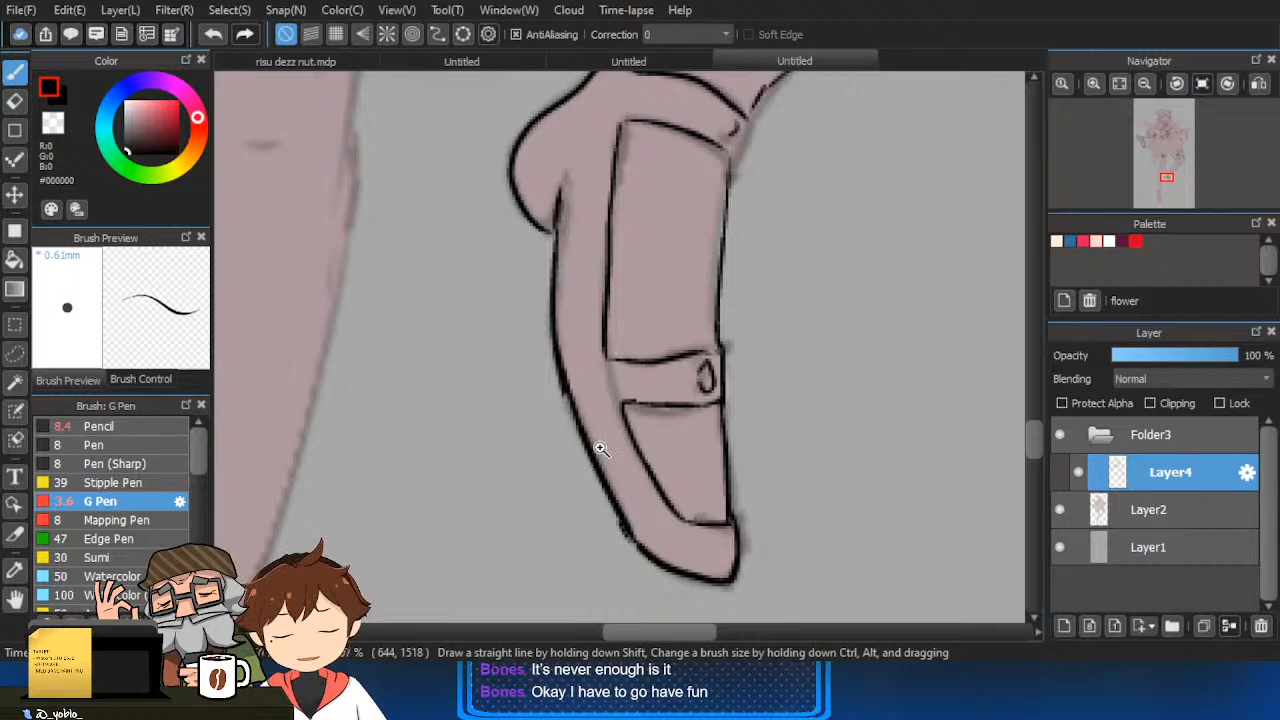 File(F) Edit(E) Layer(L) Filter(R) Select(S) Snap(N) Color(C) View(V) Tool(T) Window(W) Cloud Time-lapse Help
AntiAliasing Correction 0 Soft Edge
Color
risu dezz nut.mdp Untitled Untitled Untitled
Navigator
R:0
G:0
B:0
#000000
Brush Preview
0.61mm
Brush Preview Brush Control
Brush: G Pen
8.4 Pencil
8 Pen
8 Pen (Sharp)
39 Stipple Pen
3.6 G Pen
8 Mapping Pen
47 Edge Pen
30 Sumi
50 Watercolor
100 Watercolor
Palette
flower
Layer
Opacity 100 %
Blending Normal
Protect Alpha Clipping Lock
Folder3
Layer4
Layer2
Layer1
% (644, 1518) Draw a straight line by holding down Shift, Change a brush size by holding down Ctrl, Alt, and dragging
Bones It's never enough is it
Bones Okay I have to go have fun
TABLET: